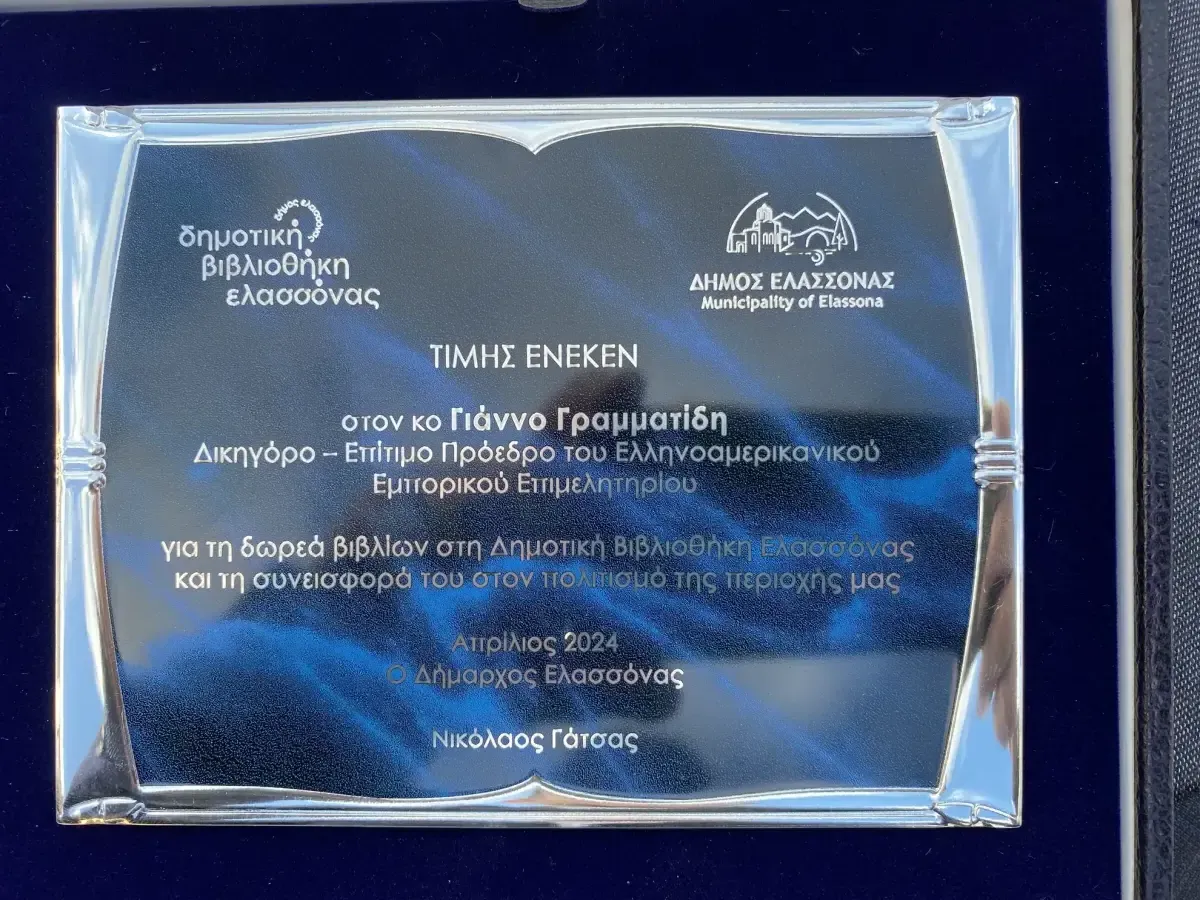 δήμος ελασσόνας
δημοτική
βιβλιοθήκη
ελασσόνας
ΔΗΜΟΣ ΕΛΑΣΣΟΝΑΣ
Municipality of Elassona
ΤΙΜΗΣ ΕΝΕΚΕΝ
στον κο Γιάννο Γραμματίδη
Δικηγόρο – Επίτιμο Πρόεδρο του Ελληνοαμερικανικού
Εμπορικού Επιμελητηρίου
για τη δωρεά βιβλίων στη Δημοτική Βιβλιοθήκη Ελασσόνας
και τη συνεισφορά του στον πολιτισμό της περιοχής μας
Απρίλιος 2024
Ο Δήμαρχος Ελασσόνας
Νικόλαος Γάτσας